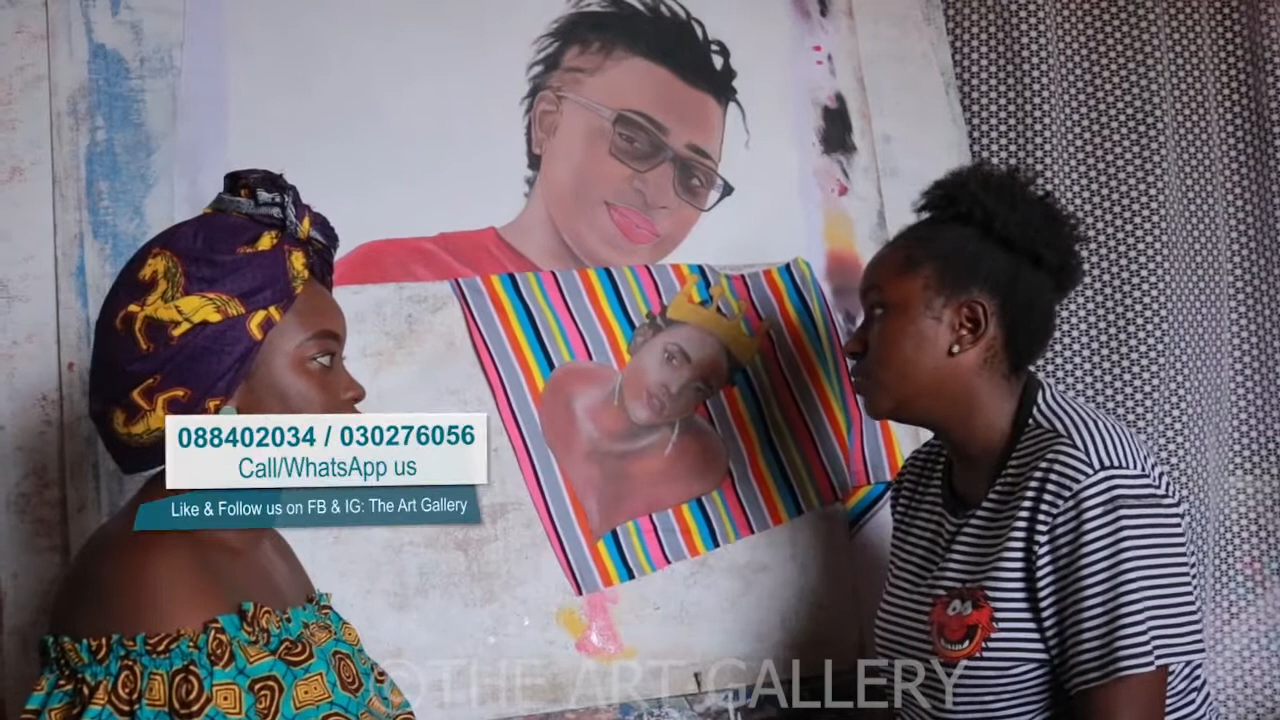 088402034 / 030276056
Call/WhatsApp us
Like & Follow us on FB & IG: The Art Gallery
©THE ART GALLERY